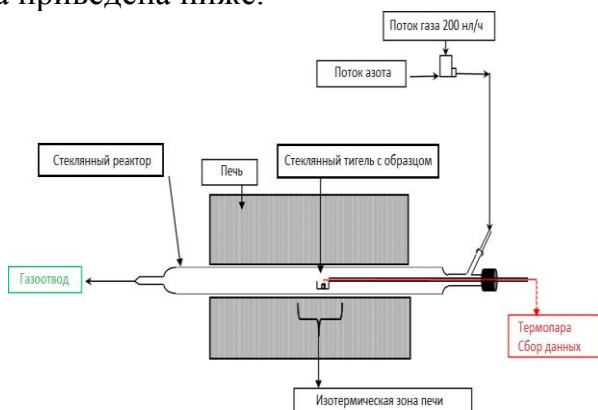 а приведена ниже.
Поток газа 200 нл/ч
Поток азота
Стеклянный реактор
Печь
Стеклянный тигель с образцом
Газоотвод
Термопара
Сбор данных
Изотермическая зона печи